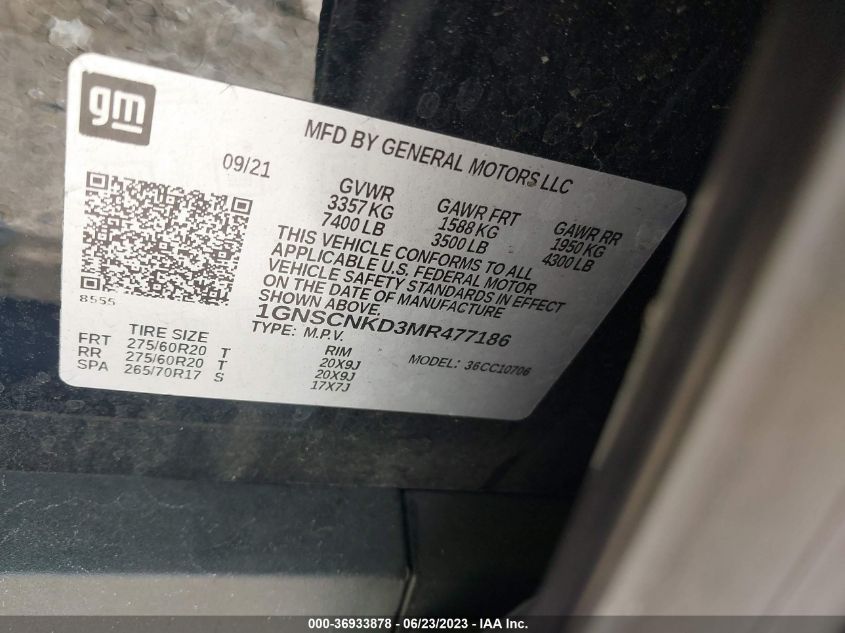 gm
MFD BY GENERAL MOTORS LLC
09/21
GVWR
3357 KG
7400 LB
GAWR FRT
1588 KG
3500 LB
GAWR RR
1950 KG
4300 LB
THIS VEHICLE CONFORMS TO ALL
APPLICABLE U.S. FEDERAL MOTOR
VEHICLE SAFETY STANDARDS IN EFFECT
ON THE DATE OF MANUFACTURE
SHOWN ABOVE.
1GNSCNKD3MR477186
TYPE: M.P.V.
MODEL: 36CC10706
8555
TIRE SIZE RIM
FRT 275/60R20 T 20X9J
RR 275/60R20 T 20X9J
SPA 265/70R17 S 17X7J
000-36933878 - 06/23/2023 - IAA Inc.